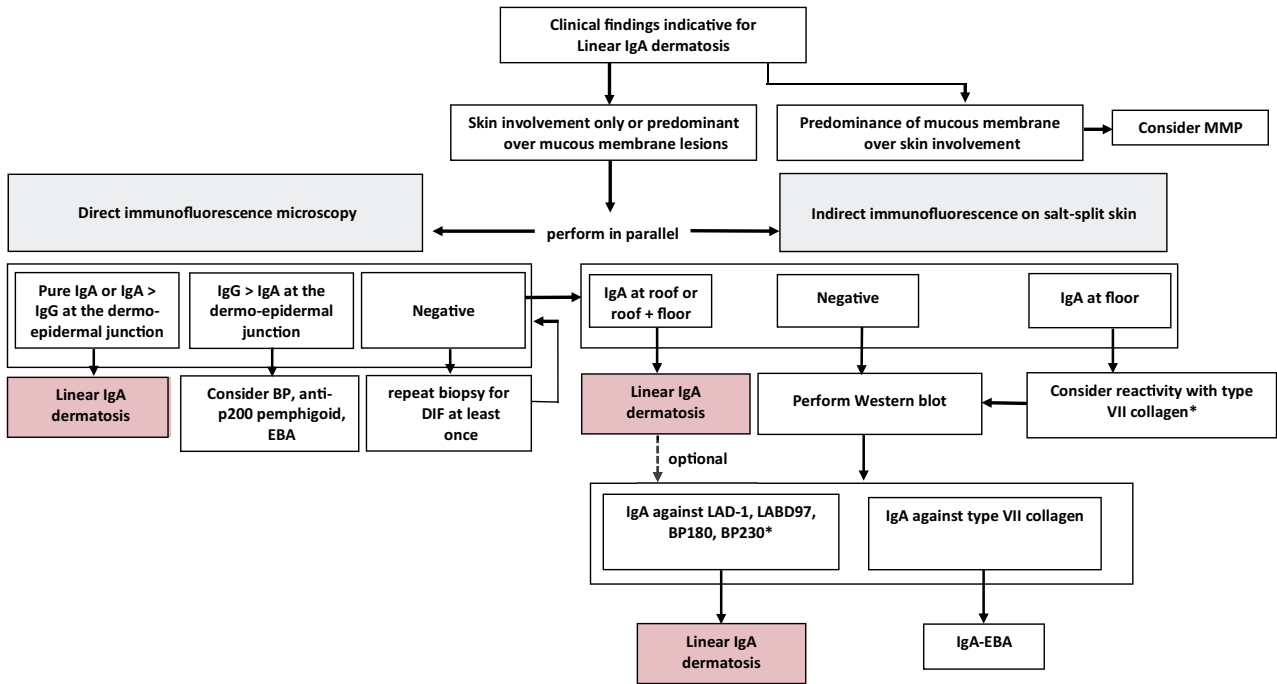 Clinical findings indicative for
Linear IgA dermatosis
Skin involvement only or predominant
over mucous membrane lesions
Predominance of mucous membrane
over skin involvement
Consider MMP
Direct immunofluorescence microscopy
perform in parallel
Indirect immunofluorescence on salt-split skin
Pure IgA or IgA >
IgG at the dermo-
epidermal junction
IgG > IgA at the
dermo-epidermal
junction
Negative
IgA at roof or
roof + floor
Negative
IgA at floor
Linear IgA
dermatosis
Consider BP, anti-
p200 pemphigoid,
EBA
repeat biopsy for
DIF at least
once
Linear IgA
dermatosis
Perform Western blot
Consider reactivity with type
VII collagen*
optional
IgA against LAD-1, LABD97,
BP180, BP230*
IgA against type VII collagen
Linear IgA
dermatosis
IgA-EBA